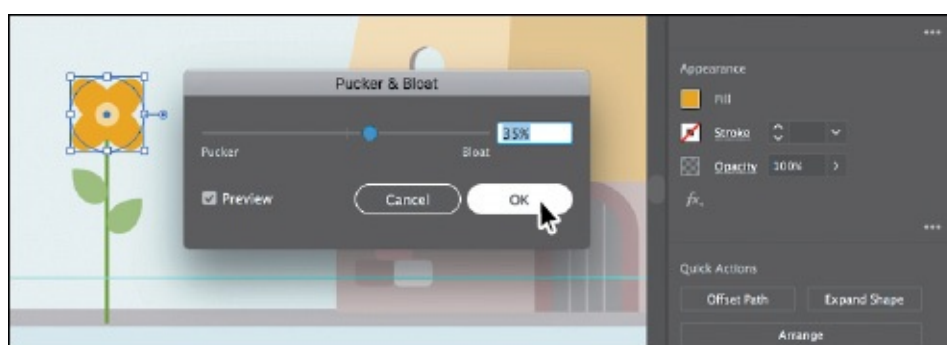 Pucker & Bloat
35%
Pucker
Bloat
Preview
Cancel
OK
Appearance
Fill
Stroke
Opacity 100%
fx.
Quick Actions
Offset Path
Expand Shape
Arrange